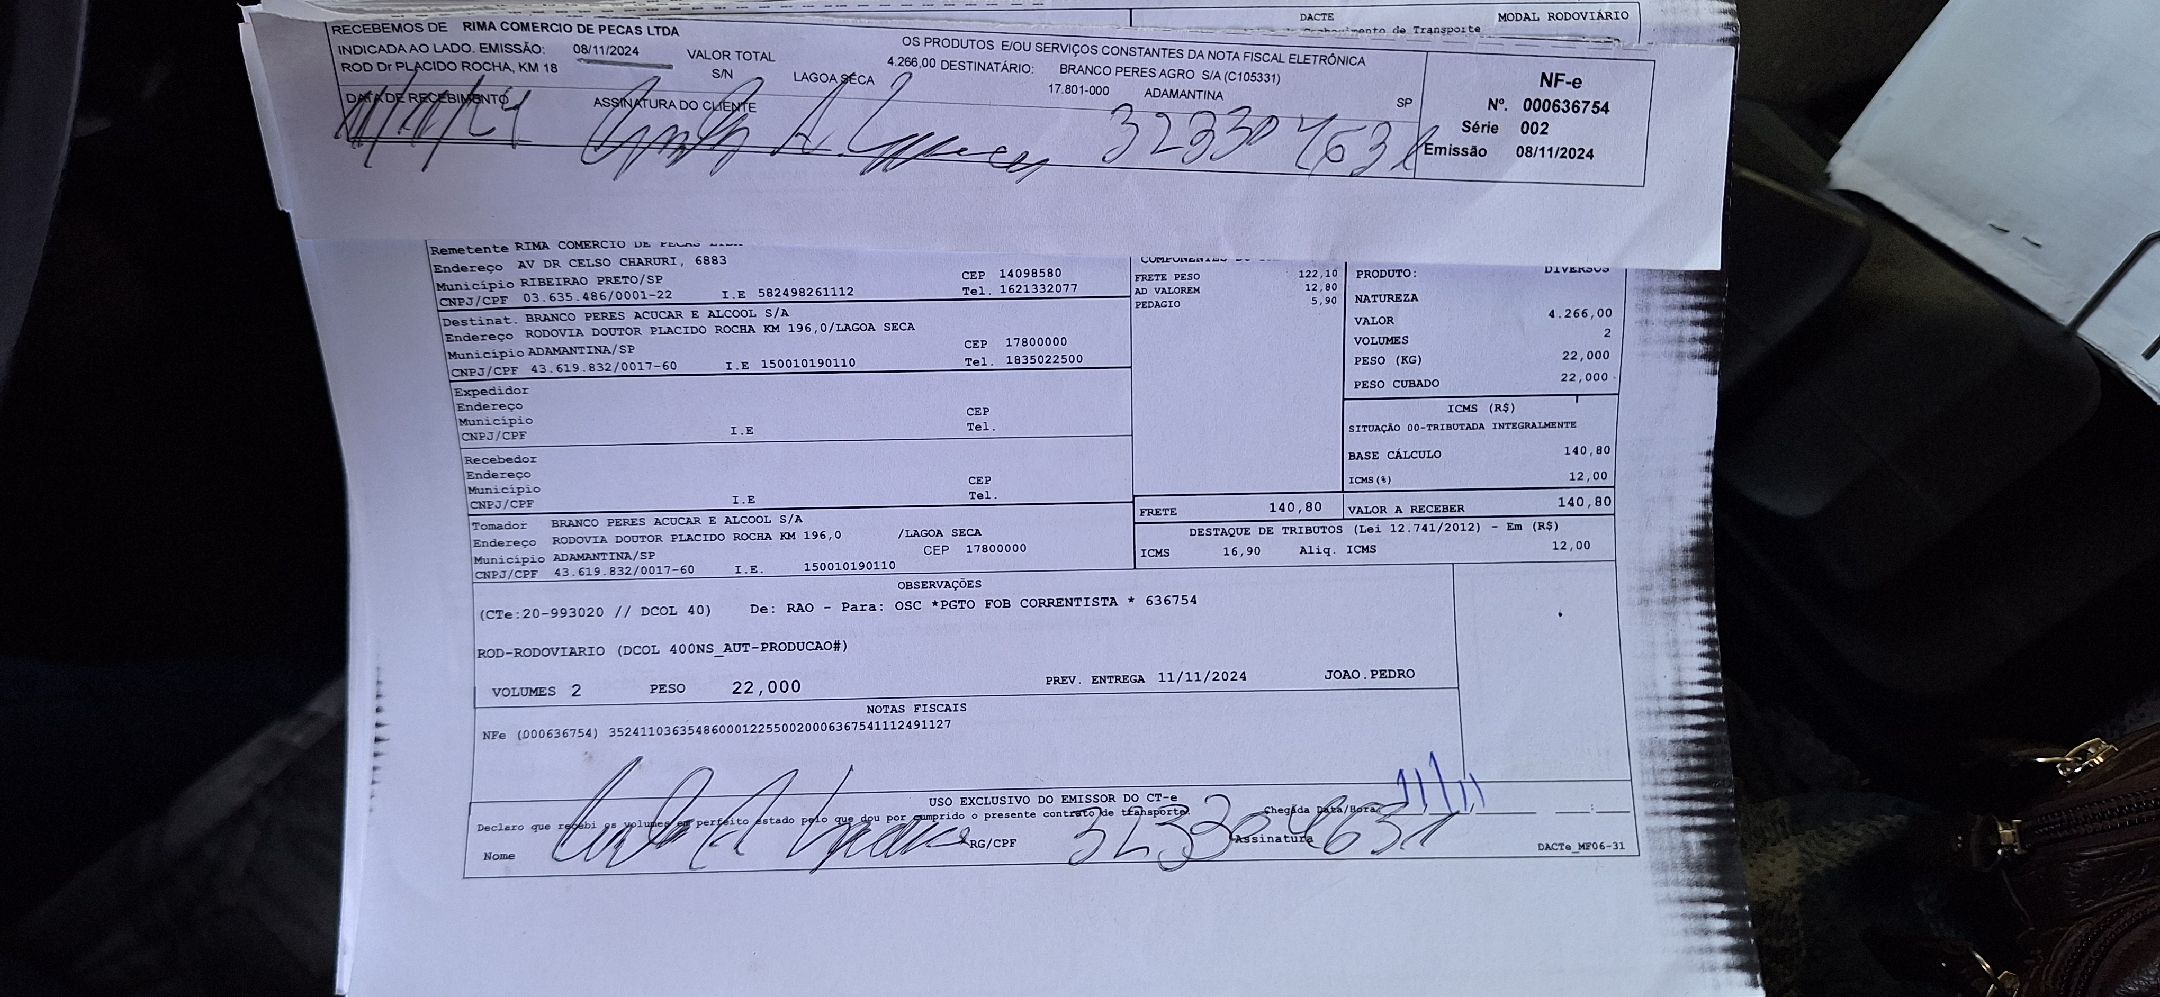 DACTE
MODAL RODOVIÁRIO
de Transporte
RECEBEMOS DE RIMA COMERCIO DE PECAS LTDA
OS PRODUTOS E/OU SERVIÇOS CONSTANTES DA NOTA FISCAL ELETRÔNICA
INDICADA AO LADO. EMISSÃO: 08/11/2024 VALOR TOTAL 4.266,00 DESTINATÁRIO: BRANCO PERES AGRO S/A (C105331)
ROD Dr PLACIDO ROCHA, KM 18 S/N LAGOA SÉCA 17.801-000 ADAMANTINA SP
DATA DE RECEBIMENTO ASSINATURA DO CLIENTE
11/11/24
NF-e
Nº. 000636754
Série 002
Emissão 08/11/2024
Remetente RIMA COMERCIO DE PECAS LTDA
Endereço AV DR CELSO CHARURI, 6883
Município RIBEIRAO PRETO/SP CEP 14098580
CNPJ/CPF 03.635.486/0001-22 I.E 582498261112 Tel. 1621332077
Destinat. BRANCO PERES ACUCAR E ALCOOL S/A
Endereço RODOVIA DOUTOR PLACIDO ROCHA KM 196,0/LAGOA SECA
Município ADAMANTINA/SP CEP 17800000
CNPJ/CPF 43.619.832/0017-60 I.E 150010190110 Tel. 1835022500
Expedidor
Endereço
Município CEP
CNPJ/CPF I.E Tel.
Recebedor
Endereço
Município CEP
CNPJ/CPF I.E Tel.
Tomador BRANCO PERES ACUCAR E ALCOOL S/A
Endereço RODOVIA DOUTOR PLACIDO ROCHA KM 196,0 /LAGOA SECA
Município ADAMANTINA/SP CEP 17800000
CNPJ/CPF 43.619.832/0017-60 I.E. 150010190110
FRETE PESO 122,10
AD VALOREM 12,80
PEDAGIO 5,90
FRETE 140,80
PRODUTO: DIVERSOS
NATUREZA
VALOR 4.266,00
VOLUMES 2
PESO (KG) 22,000
PESO CUBADO 22,000
ICMS (R$)
SITUAÇÃO 00-TRIBUTADA INTEGRALMENTE
BASE CÁLCULO 140,80
ICMS(%) 12,00
VALOR A RECEBER 140,80
DESTAQUE DE TRIBUTOS (Lei 12.741/2012) - Em (R$)
ICMS 16,90 Aliq. ICMS 12,00
OBSERVAÇÕES
(CTe:20-993020 // DCOL 40) De: RAO - Para: OSC *PGTO FOB CORRENTISTA * 636754
ROD-RODOVIARIO (DCOL 400NS_AUT-PRODUCAO#)
VOLUMES 2 PESO 22,000 PREV. ENTREGA 11/11/2024 JOAO.PEDRO
NOTAS FISCAIS
NFe (000636754) 35241103635486000122550020006367541112491127
USO EXCLUSIVO DO EMISSOR DO CT-e
Declaro que recebi os volumes em perfeito estado pelo que dou por cumprido o presente contrato de transporte.
Chegada Data/Hora 11/11
Nome RG/CPF Assinatura
DACTe_MF06-31